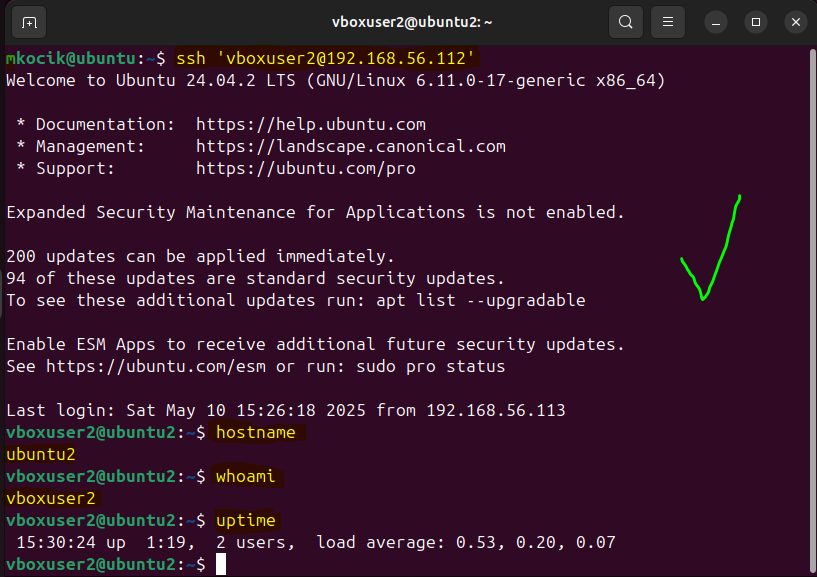 vboxuser2@ubuntu2: ~
mkocik@ubuntu:~$ ssh 'vboxuser2@192.168.56.112'
Welcome to Ubuntu 24.04.2 LTS (GNU/Linux 6.11.0-17-generic x86_64)
* Documentation:  https://help.ubuntu.com
* Management:     https://landscape.canonical.com
* Support:        https://ubuntu.com/pro
Expanded Security Maintenance for Applications is not enabled.
200 updates can be applied immediately.
94 of these updates are standard security updates.
To see these additional updates run: apt list --upgradable
Enable ESM Apps to receive additional future security updates.
See https://ubuntu.com/esm or run: sudo pro status
Last login: Sat May 10 15:26:18 2025 from 192.168.56.113
vboxuser2@ubuntu2:~$ hostname
ubuntu2
vboxuser2@ubuntu2:~$ whoami
vboxuser2
vboxuser2@ubuntu2:~$ uptime
15:30:24 up  1:19,  2 users,  load average: 0.53, 0.20, 0.07
vboxuser2@ubuntu2:~$